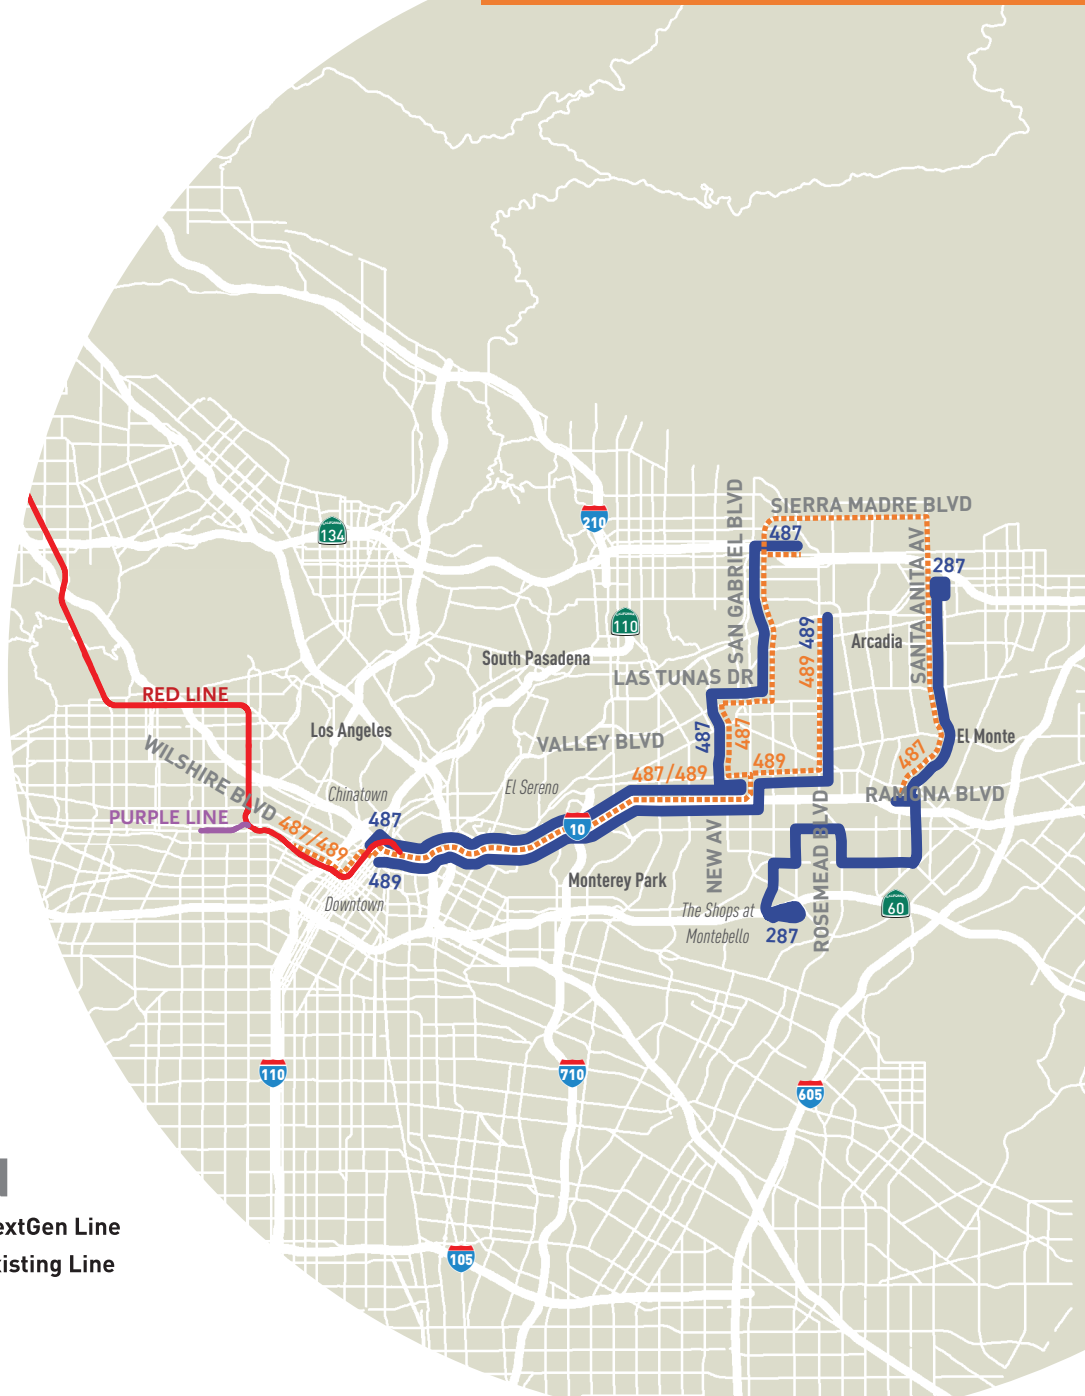 SIERRA MADRE BLVD
210
134
487
SAN GABRIEL BLVD
SANTA ANITA AV
287
110
489
489
Arcadia
South Pasadena
LAS TUNAS DR
RED LINE
Los Angeles
VALLEY BLVD
487
487
El Monte
WILSHIRE BLVD
487/489
489
487
El Sereno
Chinatown
RAMONA BLVD
PURPLE LINE
487/489
487
10
489
Monterey Park
NEW AV
ROSEMEAD BLVD
Downtown
The Shops at
Montebello
60
287
110
710
605
extGen Line
xisting Line
105